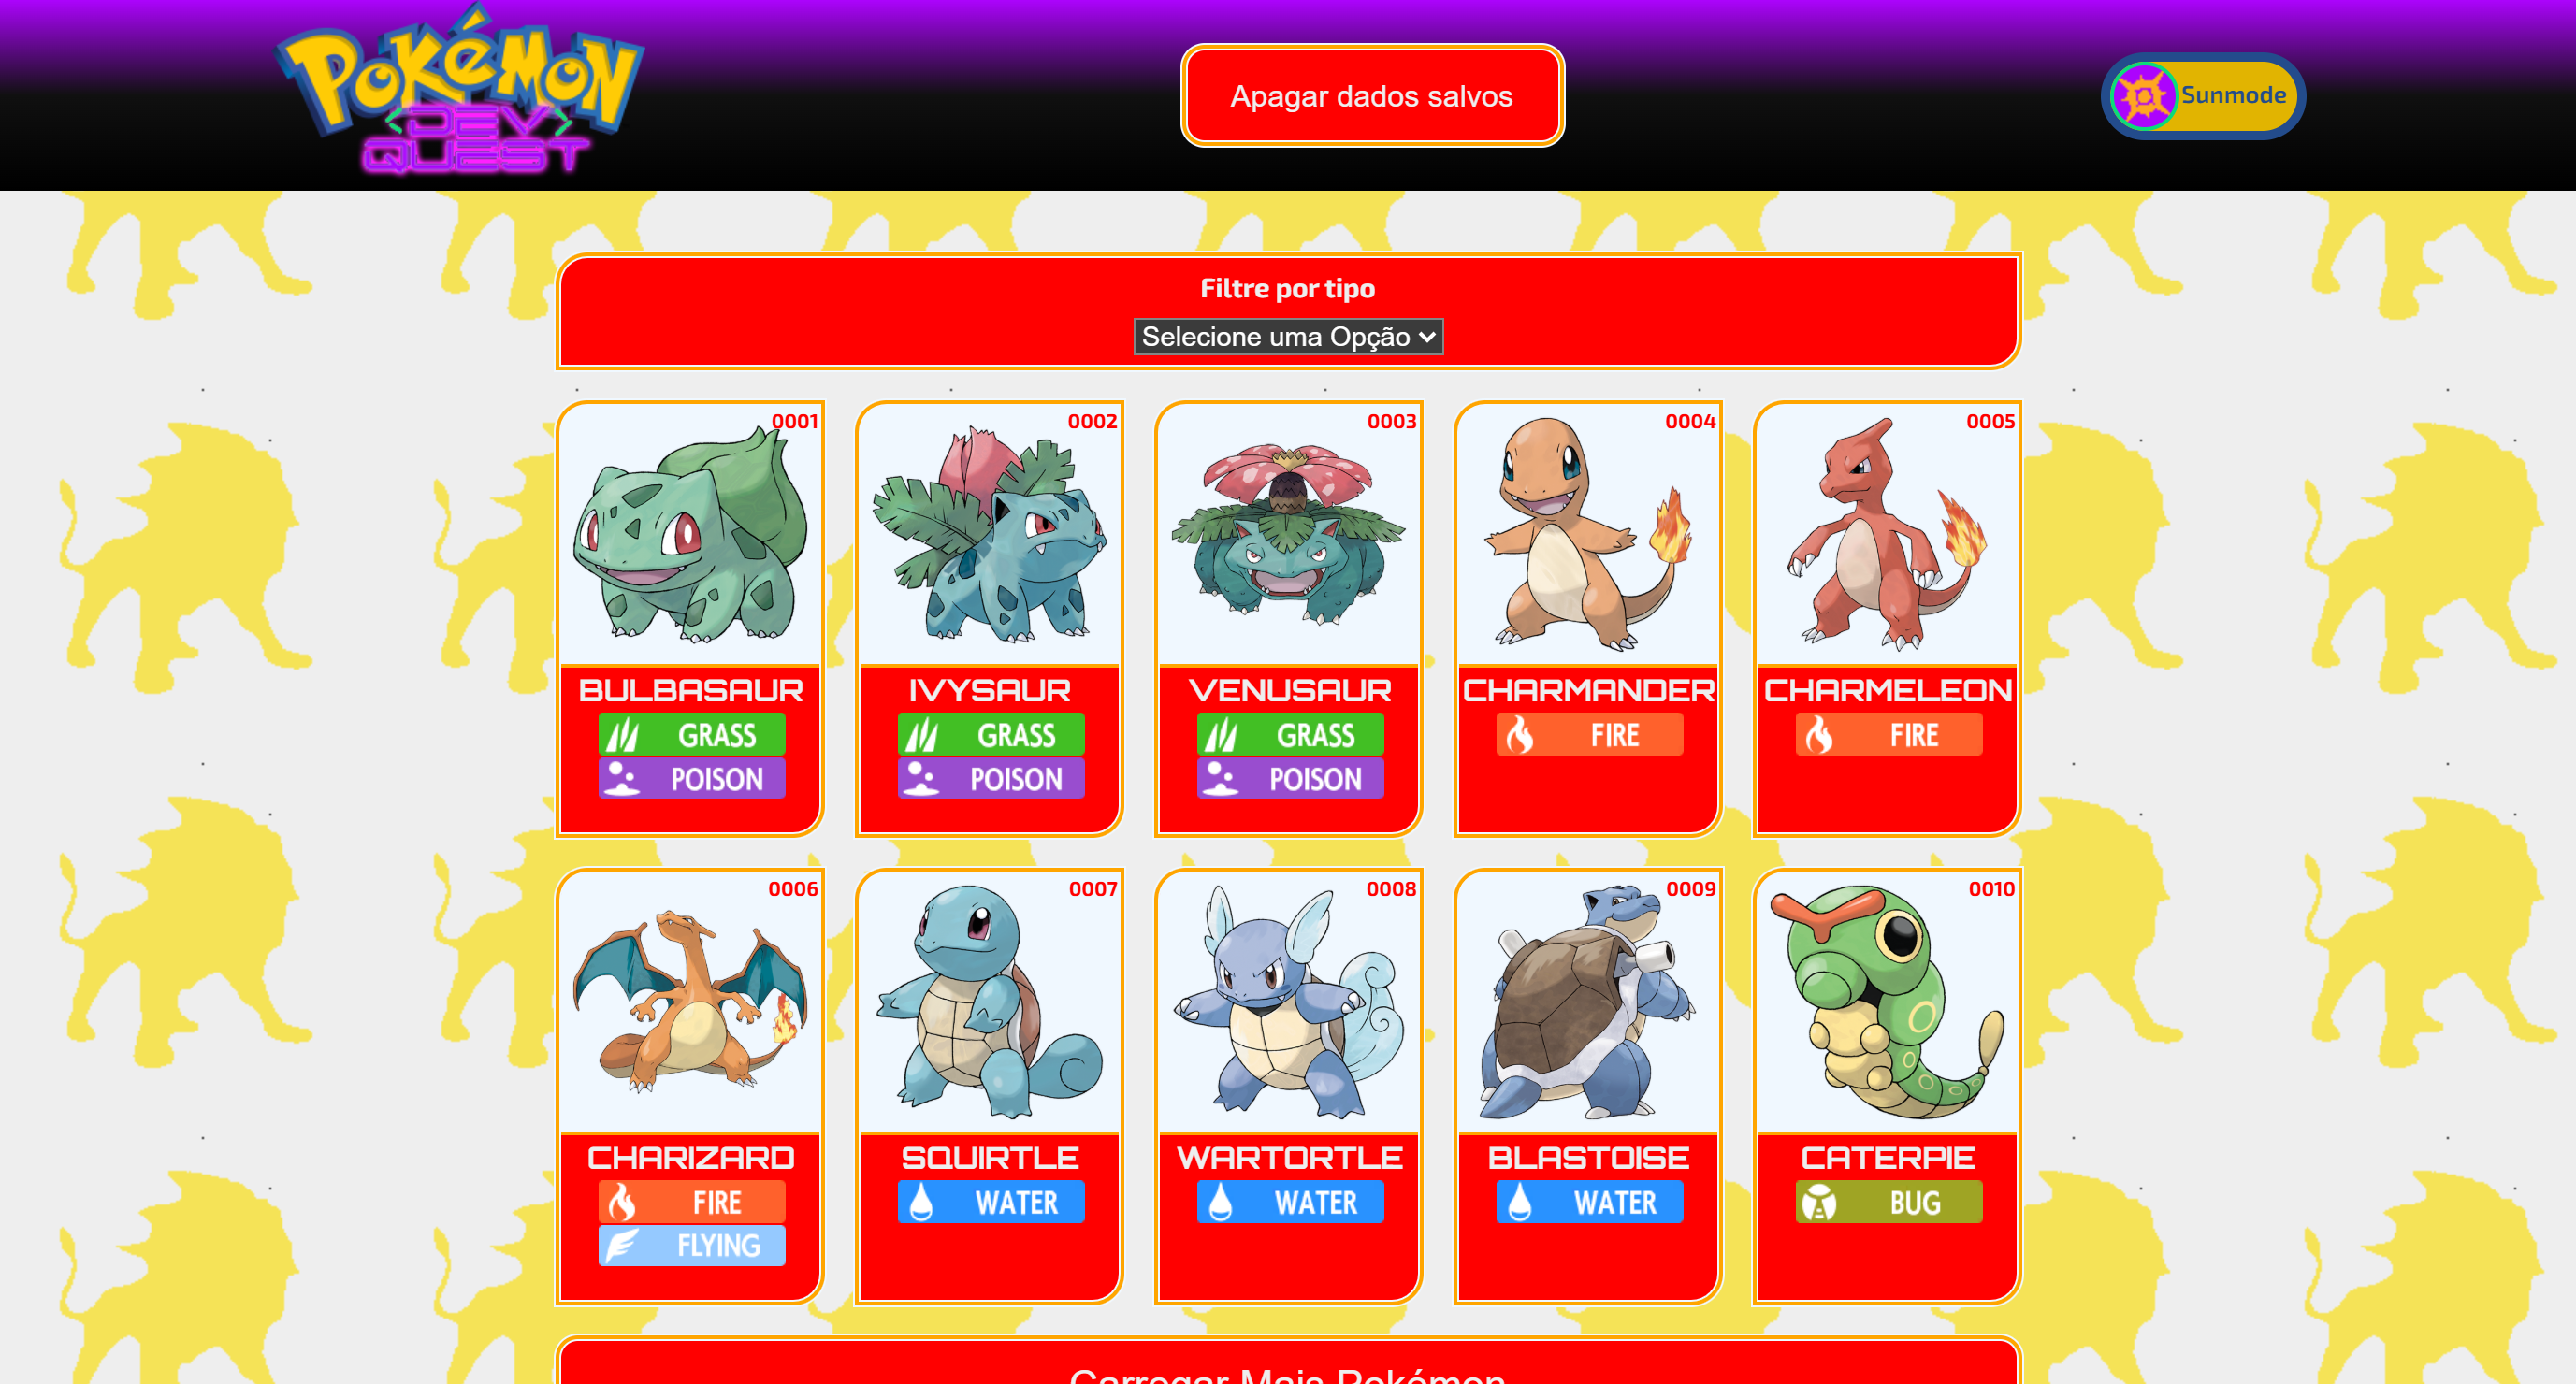 Pokémon
<DEV>
QUEST
Apagar dados salvos
Sunmode
Filtre por tipo
Selecione uma Opção
0001
BULBASAUR
GRASS
POISON
0002
IVYSAUR
GRASS
POISON
0003
VENUSAUR
GRASS
POISON
0004
CHARMANDER
FIRE
0005
CHARMELEON
FIRE
0006
CHARIZARD
FIRE
FLYING
0007
SQUIRTLE
WATER
0008
WARTORTLE
WATER
0009
BLASTOISE
WATER
0010
CATERPIE
BUG
Carregar Mais Pokémon